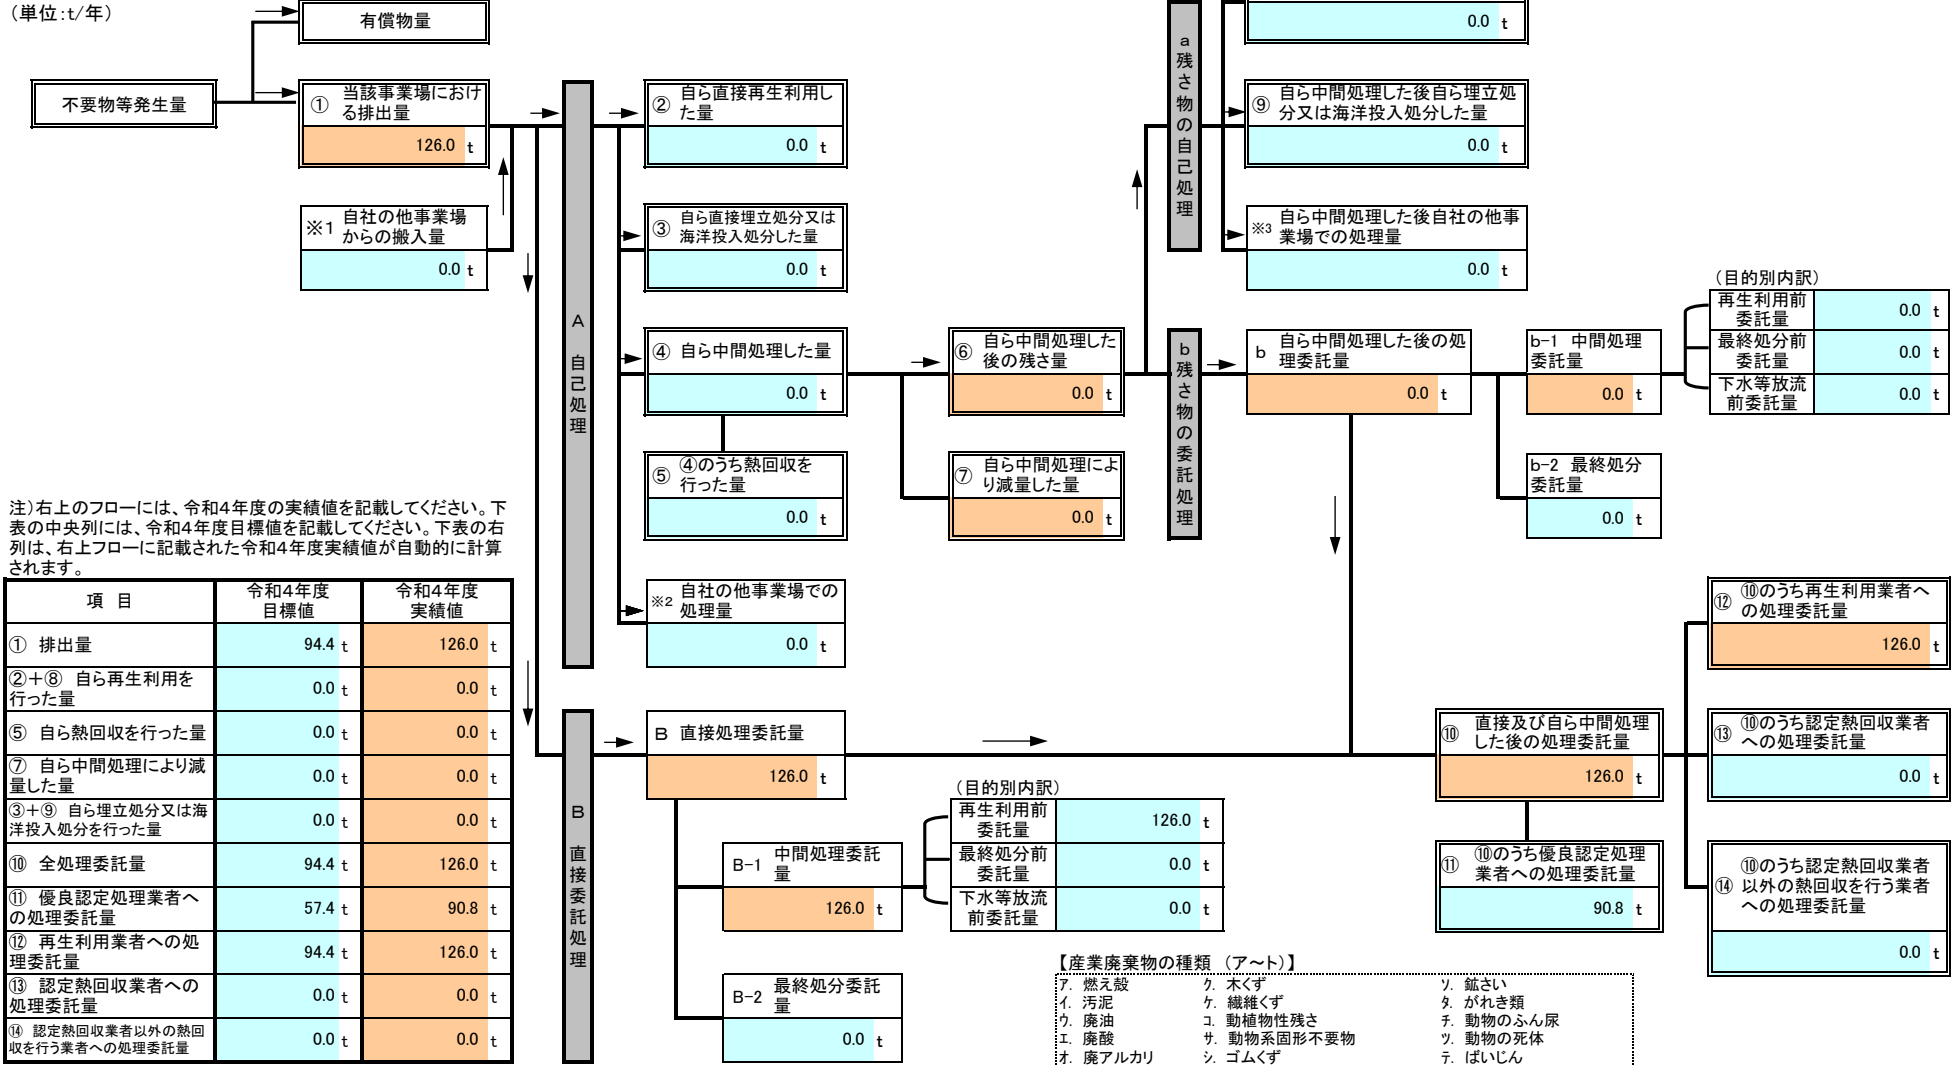 （単位：t/年）
有償物量
不要物等発生量
① 当該事業場におけ
る排出量
126.0 t
※1 自社の他事業場
からの搬入量
0.0 t
A 自己処理
② 自ら直接再生利用し
た量
0.0 t
③ 自ら直接埋立処分又は
海洋投入処分した量
0.0 t
④ 自ら中間処理した量
0.0 t
⑤ ④のうち熱回収を
行った量
0.0 t
※2 自社の他事業場での
処理量
0.0 t
⑥ 自ら中間処理した
後の残さ量
0.0 t
⑦ 自ら中間処理によ
り減量した量
0.0 t
a 残さ物の自己処理
0.0 t
⑨ 自ら中間処理した後自ら埋立処
分又は海洋投入処分した量
0.0 t
※3 自ら中間処理した後自社の他事
業場での処理量
0.0 t
b 残さ物の委託処理
b 自ら中間処理した後の処
理委託量
0.0 t
b-1 中間処理
委託量
0.0 t
（目的別内訳）
再生利用前
委託量
0.0 t
最終処分前
委託量
0.0 t
下水等放流
前委託量
0.0 t
b-2 最終処分
委託量
0.0 t
注）右上のフローには、令和4年度の実績値を記載してください。下
表の中央列には、令和4年度目標値を記載してください。下表の右
列は、右上フローに記載された令和4年度実績値が自動的に計算
されます。
項 目 令和4年度 目標値 令和4年度 実績値
① 排出量 94.4 t 126.0 t
②＋⑧ 自ら再生利用を
行った量 0.0 t 0.0 t
⑤ 自ら熱回収を行った量 0.0 t 0.0 t
⑦ 自ら中間処理により減
量した量 0.0 t 0.0 t
③＋⑨ 自ら埋立処分又は海
洋投入処分を行った量 0.0 t 0.0 t
⑩ 全処理委託量 94.4 t 126.0 t
⑪ 優良認定処理業者へ
の処理委託量 57.4 t 90.8 t
⑫ 再生利用業者への処
理委託量 94.4 t 126.0 t
⑬ 認定熱回収業者への
処理委託量 0.0 t 0.0 t
⑭ 認定熱回収業者以外の熱回
収を行う業者への処理委託量 0.0 t 0.0 t
B 直接委託処理
B 直接処理委託量
126.0 t
B-1 中間処理委託
量
126.0 t
（目的別内訳）
再生利用前
委託量
126.0 t
最終処分前
委託量
0.0 t
下水等放流
前委託量
0.0 t
B-2 最終処分委託
量
0.0 t
⑩ 直接及び自ら中間処理
した後の処理委託量
126.0 t
⑪ ⑩のうち優良認定処理
業者への処理委託量
90.8 t
⑫ ⑩のうち再生利用業者へ
の処理委託量
126.0 t
⑬ ⑩のうち認定熱回収業者
への処理委託量
0.0 t
⑭ ⑩のうち認定熱回収業者
以外の熱回収を行う業者
への処理委託量
0.0 t
【産業廃棄物の種類 （ア～ト）】
ア. 燃え殻 ク. 木くず ソ. 鉱さい
イ. 汚泥 ケ. 繊維くず タ. がれき類
ウ. 廃油 コ. 動植物性残さ チ. 動物のふん尿
エ. 廃酸 サ. 動物系固形不要物 ツ. 動物の死体
オ. 廃アルカリ シ. ゴムくず テ. ばいじん